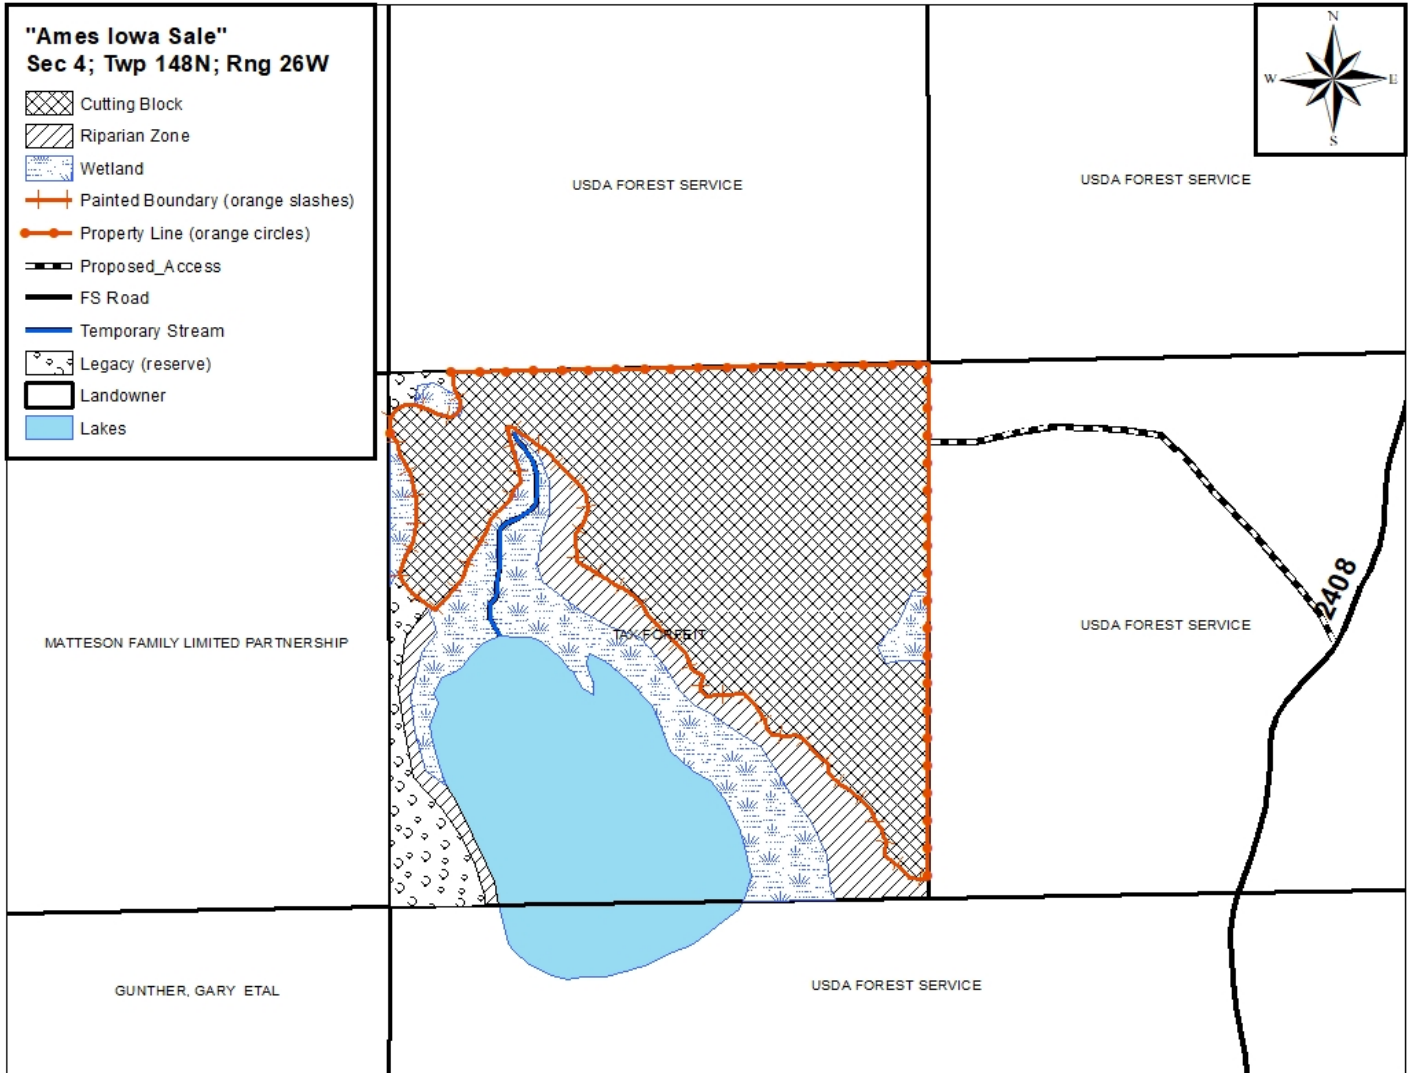 "Ames Iowa Sale"
Sec 4; Twp 148N; Rng 26W
Cutting Block
Riparian Zone
Wetland
Painted Boundary (orange slashes)
Property Line (orange circles)
Proposed_Access
FS Road
Temporary Stream
Legacy (reserve)
Landowner
Lakes
N
W
E
S
USDA FOREST SERVICE
USDA FOREST SERVICE
2408
MATTESON FAMILY LIMITED PARTNERSHIP
TAX FORFEIT
USDA FOREST SERVICE
GUNTHER, GARY ETAL
USDA FOREST SERVICE